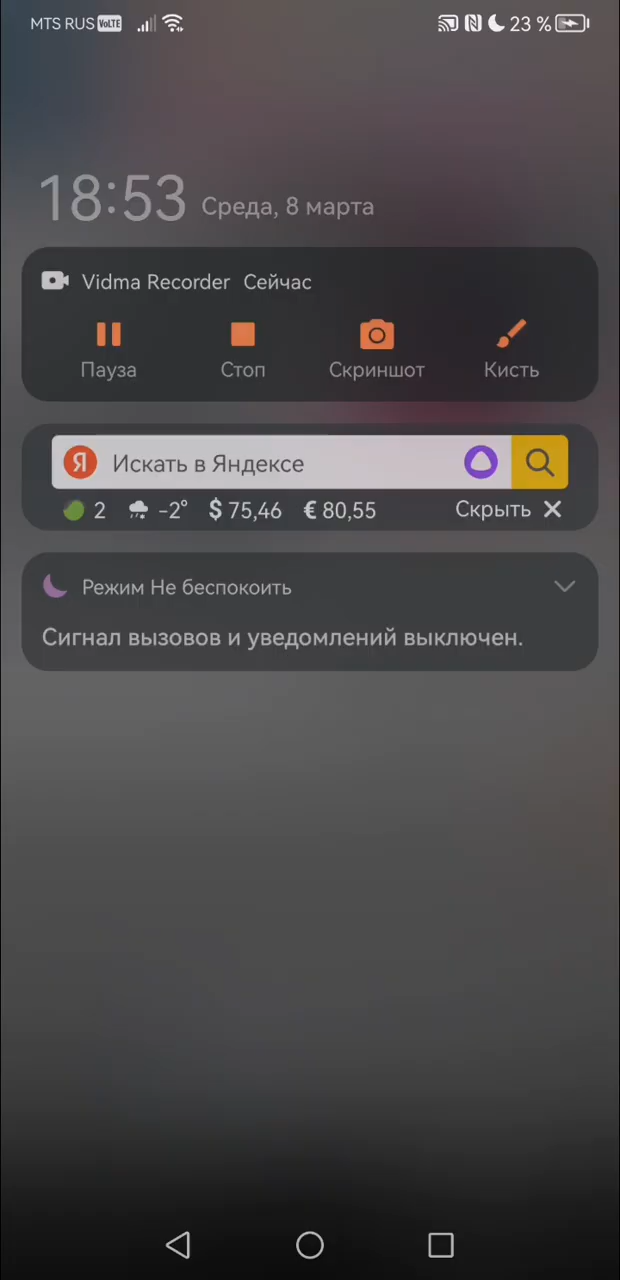 MTS RUS VoLTE 23 %
18:53 Среда, 8 марта
Vidma Recorder Сейчас
Пауза Стоп Скриншот Кисть
Я Искать в Яндексе
2 -2° $ 75,46 € 80,55 Скрыть
Режим Не беспокоить
Сигнал вызовов и уведомлений выключен.